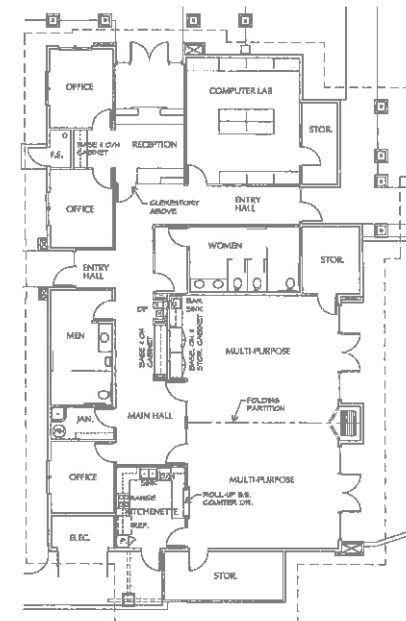 OFFICE
COMPUTER LAB
STOR.
F.S.
BASE & O/H
CABINET
RECEPTION
OFFICE
CLERESTORY
ABOVE
ENTRY
HALL
WOMEN
STOR.
ENTRY
HALL
DF
BAR
SINK
BASE & OH
CABINET
BASE, OH &
STOR. CABINET
MEN
MULTI-PURPOSE
JAN.
MAIN HALL
FOLDING
PARTITION
OFFICE
SINK
RANGE
KITCHENETTE
REF.
MULTI-PURPOSE
ROLL-UP S.S.
COUNTER DR.
ELEC.
STOR.